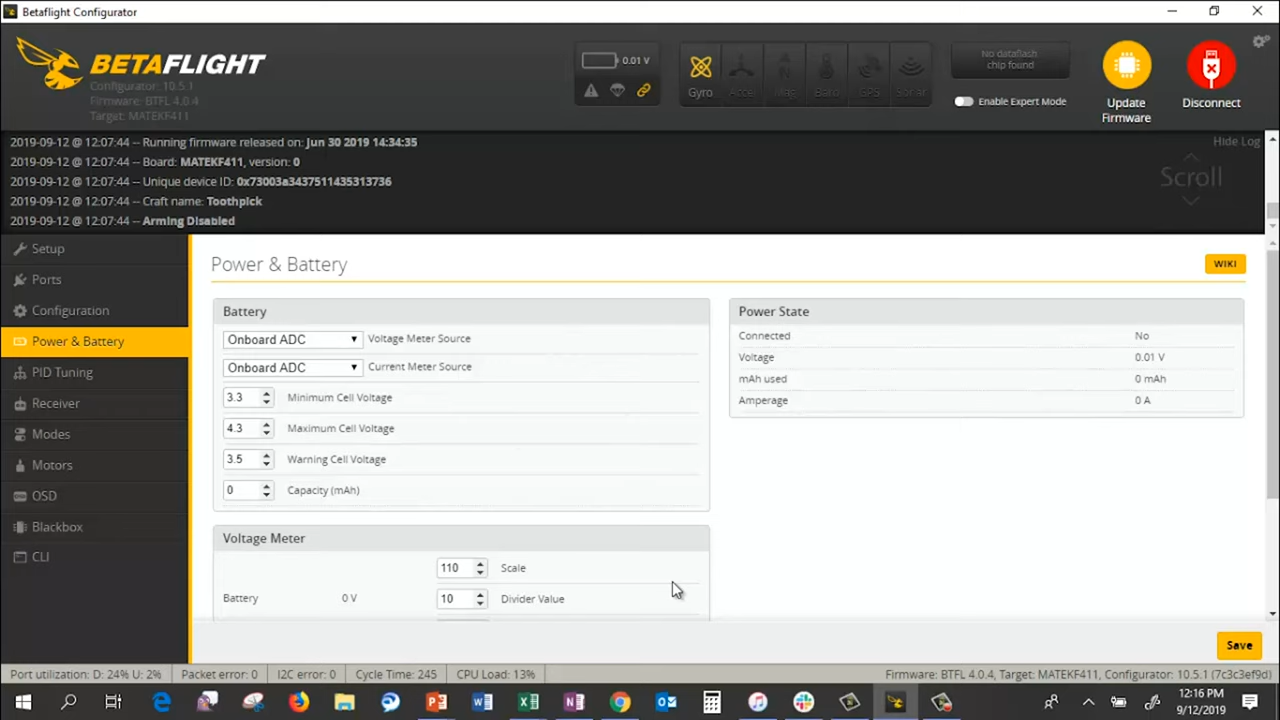 Betaflight Configurator
BETAFLIGHT
Configurator: 10.5.1
Firmware: BTFL 4.0.4
Target: MATEKF411
0.01 V
Gyro
Accel
Mag
Baro
GPS
Sonar
No dataflash
chip found
Enable Expert Mode
Update
Firmware
Disconnect
2019-09-12 @ 12:07:44 -- Running firmware released on: Jun 30 2019 14:34:35
2019-09-12 @ 12:07:44 -- Board: MATEKF411, version: 0
2019-09-12 @ 12:07:44 -- Unique device ID: 0x73003a3437511435313736
2019-09-12 @ 12:07:44 -- Craft name: Toothpick
2019-09-12 @ 12:07:44 -- Arming Disabled
Hide Log
Scroll
Setup
Ports
Configuration
Power & Battery
PID Tuning
Receiver
Modes
Motors
OSD
Blackbox
CLI
Power & Battery
WIKI
Battery
Onboard ADC Voltage Meter Source
Onboard ADC Current Meter Source
3.3 Minimum Cell Voltage
4.3 Maximum Cell Voltage
3.5 Warning Cell Voltage
0 Capacity (mAh)
Power State
Connected No
Voltage 0.01 V
mAh used 0 mAh
Amperage 0 A
Voltage Meter
110 Scale
Battery 0 V 10 Divider Value
Save
Port utilization: D: 24% U: 2% Packet error: 0 I2C error: 0 Cycle Time: 245 CPU Load: 13% Firmware: BTFL 4.0.4, Target: MATEKF411, Configurator: 10.5.1 (7c3c3ef9d)
12:16 PM
9/12/2019